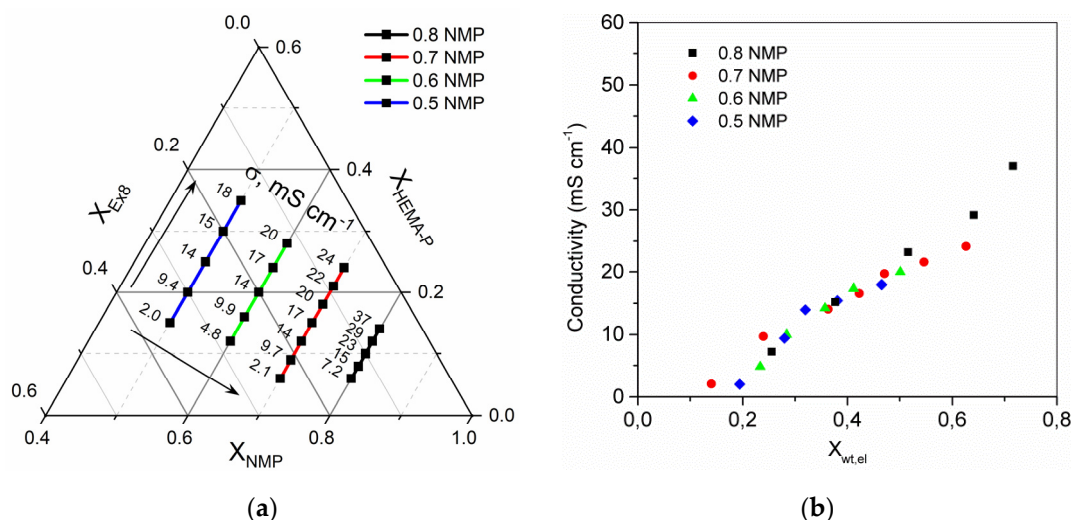 0.0
0.6
0.8 NMP
0.7 NMP
0.6 NMP
0.5 NMP
0.2
0.4
X_Ex8
X_HEMA-P
σ, mS cm⁻¹
18
15
14
9.4
2.0
20
17
14
9.9
4.8
24
22
20
17
14
9.7
2.1
37
29
23
15
7.2
0.4
0.2
0.6
0.0
0.4
0.6
0.8
1.0
X_NMP
(a)
60
50
40
30
20
10
0
Conductivity (mS cm⁻¹)
0.8 NMP
0.7 NMP
0.6 NMP
0.5 NMP
0,0
0,2
0,4
0,6
0,8
X_wt,el
(b)